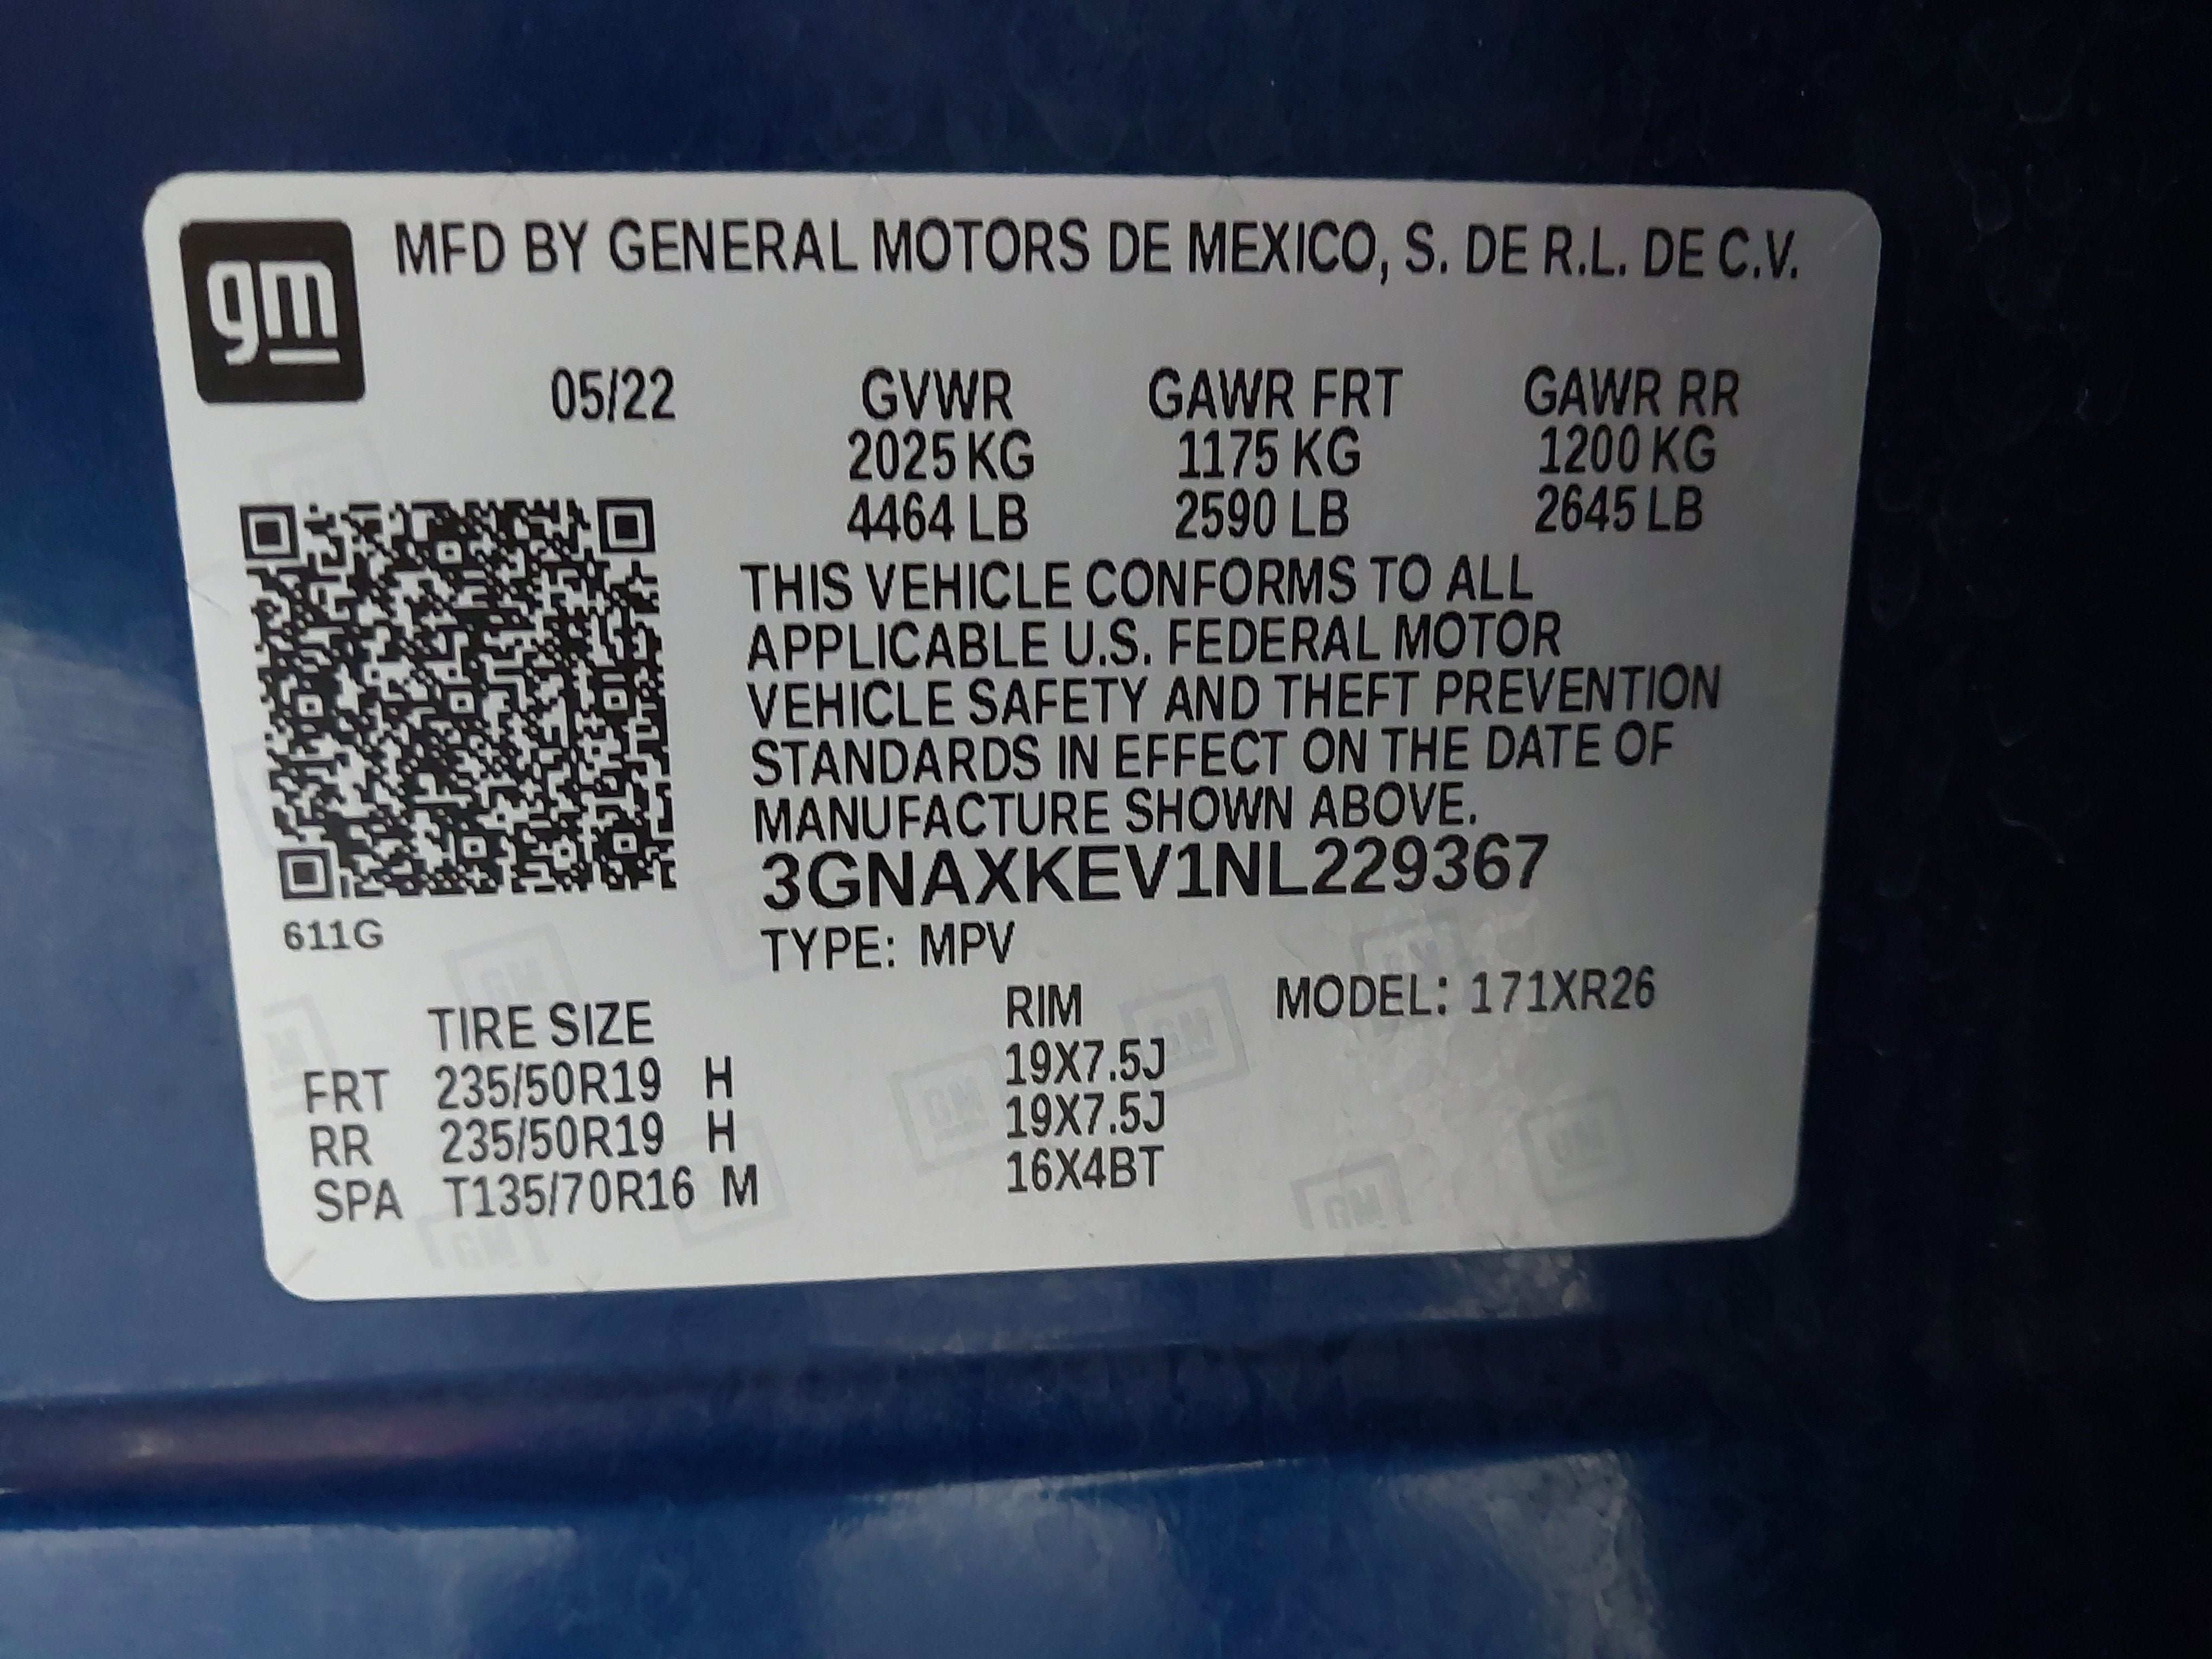 gm MFD BY GENERAL MOTORS DE MEXICO, S. DE R.L. DE C.V.
05/22 GVWR GAWR FRT GAWR RR
2025 KG 1175 KG 1200 KG
4464 LB 2590 LB 2645 LB
THIS VEHICLE CONFORMS TO ALL
APPLICABLE U.S. FEDERAL MOTOR
VEHICLE SAFETY AND THEFT PREVENTION
STANDARDS IN EFFECT ON THE DATE OF
MANUFACTURE SHOWN ABOVE.
3GNAXKEV1NL229367
611G
TYPE: MPV
TIRE SIZE RIM MODEL: 171XR26
FRT 235/50R19 H 19X7.5J
RR 235/50R19 H 19X7.5J
SPA T135/70R16 M 16X4BT